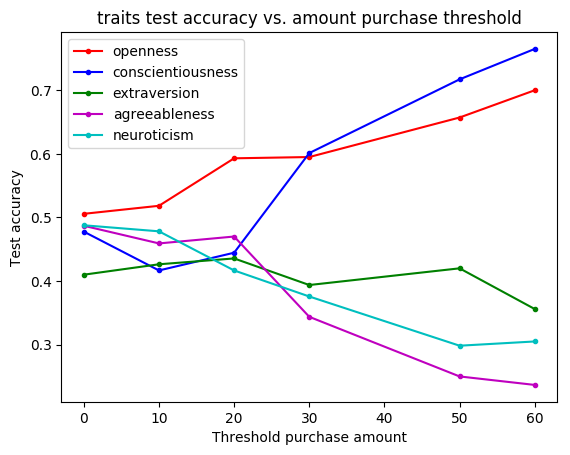 traits test accuracy vs. amount purchase threshold
openness
conscientiousness
extraversion
agreeableness
neuroticism
Test accuracy
0.7
0.6
0.5
0.4
0.3
0 10 20 30 40 50 60
Threshold purchase amount